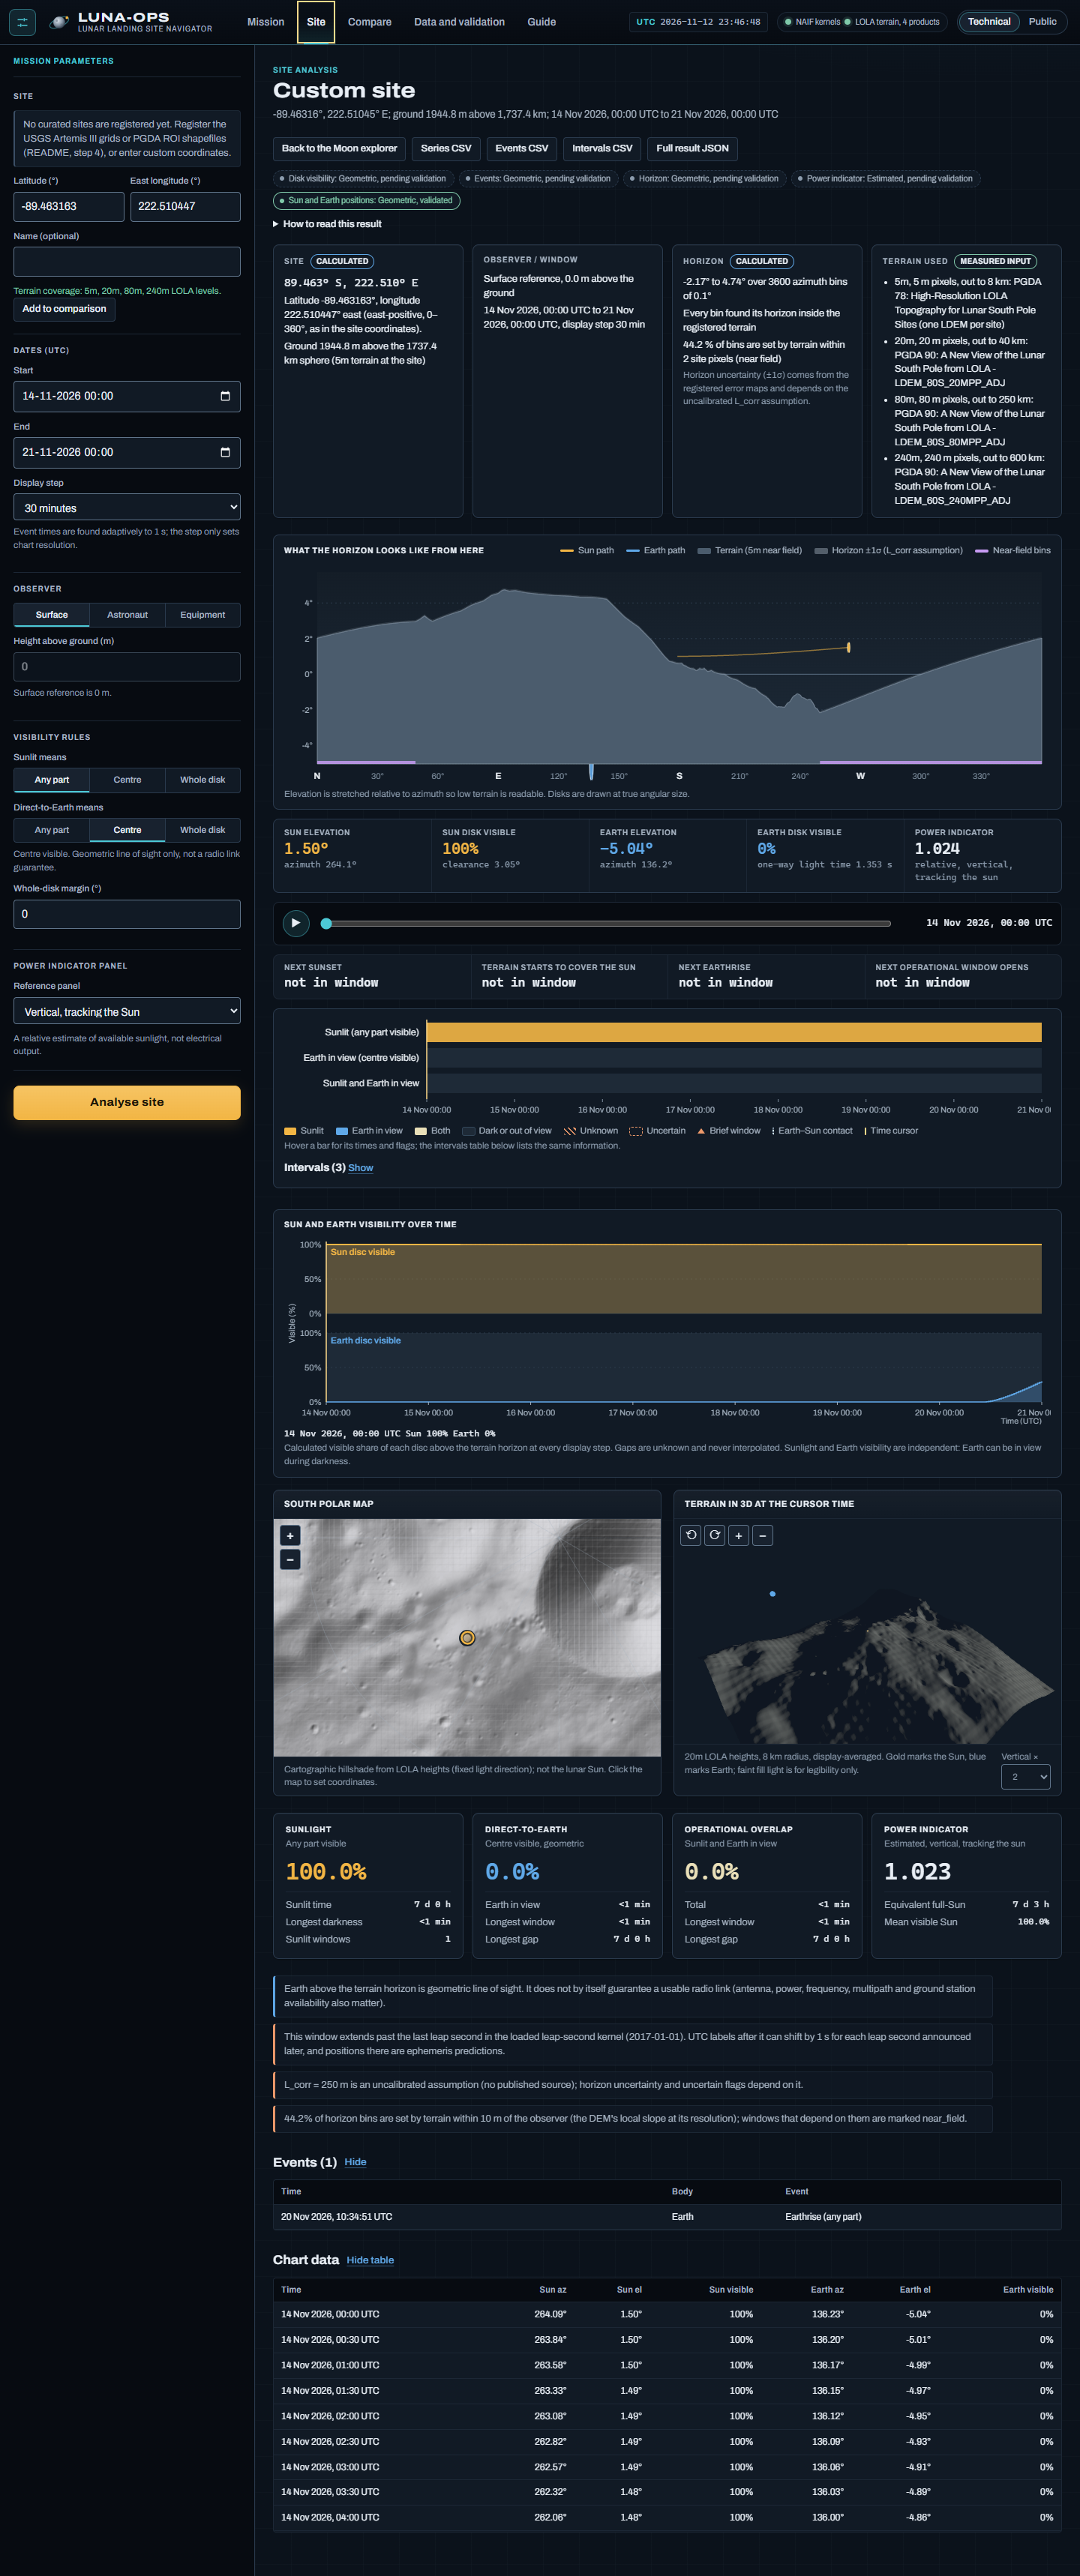 LUNA-OPS
LUNAR LANDING SITE NAVIGATOR
Mission
Site
Compare
Data and validation
Guide
UTC 2026-11-12 23:46:48
NAIF kernels
LOLA terrain, 4 products
Technical
Public
MISSION PARAMETERS
SITE
No curated sites are registered yet. Register the
USGS Artemis III grids or PGDA ROI shapefiles
(README, step 4), or enter custom coordinates.
Latitude (°)
East longitude (°)
-89.463163
222.510447
Name (optional)
Terrain coverage: 5m, 20m, 80m, 240m LOLA levels.
Add to comparison
DATES (UTC)
Start
14-11-2026 00:00
End
21-11-2026 00:00
Display step
30 minutes
Event times are found adaptively to 1 s; the step only sets
chart resolution.
OBSERVER
Surface
Astronaut
Equipment
Height above ground (m)
0
Surface reference is 0 m.
VISIBILITY RULES
Sunlit means
Any part
Centre
Whole disk
Direct-to-Earth means
Any part
Centre
Whole disk
Centre visible. Geometric line of sight only, not a radio link
guarantee.
Whole-disk margin (°)
0
POWER INDICATOR PANEL
Reference panel
Vertical, tracking the Sun
A relative estimate of available sunlight, not electrical
output.
Analyse site
SITE ANALYSIS
Custom site
-89.46316°, 222.51045° E; ground 1944.8 m above 1,737.4 km; 14 Nov 2026, 00:00 UTC to 21 Nov 2026, 00:00 UTC
Back to the Moon explorer
Series CSV
Events CSV
Intervals CSV
Full result JSON
Disk visibility: Geometric, pending validation
Events: Geometric, pending validation
Horizon: Geometric, pending validation
Power indicator: Estimated, pending validation
Sun and Earth positions: Geometric, validated
How to read this result
SITE CALCULATED
89.463° S, 222.510° E
Latitude -89.463163°, longitude
222.510447° east (east-positive, 0–
360°, as in the site coordinates).
Ground 1944.8 m above the 1737.4
km sphere (5m terrain at the site)
OBSERVER / WINDOW
Surface reference, 0.0 m above the
ground
14 Nov 2026, 00:00 UTC to 21 Nov
2026, 00:00 UTC, display step 30 min
HORIZON CALCULATED
-2.17° to 4.74° over 3600 azimuth bins
of 0.1°
Every bin found its horizon inside the
registered terrain
44.2 % of bins are set by terrain within
2 site pixels (near field)
Horizon uncertainty (±1σ) comes from the
registered error maps and depends on the
uncalibrated L_corr assumption.
TERRAIN USED MEASURED INPUT
5m, 5 m pixels, out to 8 km: PGDA
78: High-Resolution LOLA
Topography for Lunar South Pole
Sites (one LDEM per site)
20m, 20 m pixels, out to 40 km:
PGDA 90: A New View of the Lunar
South Pole from LOLA -
LDEM_80S_20MPP_ADJ
80m, 80 m pixels, out to 250 km:
PGDA 90: A New View of the Lunar
South Pole from LOLA -
LDEM_80S_80MPP_ADJ
240m, 240 m pixels, out to 600 km:
PGDA 90: A New View of the Lunar
South Pole from LOLA -
LDEM_60S_240MPP_ADJ
WHAT THE HORIZON LOOKS LIKE FROM HERE
Sun path
Earth path
Terrain (5m near field)
Horizon ±1σ (L_corr assumption)
Near-field bins
4°
2°
0°
-2°
-4°
N 30° 60° E 120° 150° S 210° 240° W 300° 330°
Elevation is stretched relative to azimuth so low terrain is readable. Disks are drawn at true angular size.
SUN ELEVATION
1.50°
azimuth 264.1°
SUN DISK VISIBLE
100%
clearance 3.05°
EARTH ELEVATION
−5.04°
azimuth 136.2°
EARTH DISK VISIBLE
0%
one-way light time 1.353 s
POWER INDICATOR
1.024
relative, vertical,
tracking the sun
14 Nov 2026, 00:00 UTC
NEXT SUNSET
not in window
TERRAIN STARTS TO COVER THE SUN
not in window
NEXT EARTHRISE
not in window
NEXT OPERATIONAL WINDOW OPENS
not in window
Sunlit (any part visible)
Earth in view (centre visible)
Sunlit and Earth in view
14 Nov 00:00 15 Nov 00:00 16 Nov 00:00 17 Nov 00:00 18 Nov 00:00 19 Nov 00:00 20 Nov 00:00 21 Nov 0
Sunlit
Earth in view
Both
Dark or out of view
Unknown
Uncertain
Brief window
Earth–Sun contact
Time cursor
Hover a bar for its times and flags; the intervals table below lists the same information.
Intervals (3) Show
SUN AND EARTH VISIBILITY OVER TIME
Visible (%)
100%
Sun disc visible
50%
0%
100%
Earth disc visible
50%
0%
14 Nov 00:00 15 Nov 00:00 16 Nov 00:00 17 Nov 00:00 18 Nov 00:00 19 Nov 00:00 20 Nov 00:00 21 Nov 0
Time (UTC)
14 Nov 2026, 00:00 UTC Sun 100% Earth 0%
Calculated visible share of each disc above the terrain horizon at every display step. Gaps are unknown and never interpolated. Sunlight and Earth visibility are independent: Earth can be in view
during darkness.
SOUTH POLAR MAP
+
−
Cartographic hillshade from LOLA heights (fixed light direction); not the lunar Sun. Click the
map to set coordinates.
TERRAIN IN 3D AT THE CURSOR TIME
+
−
20m LOLA heights, 8 km radius, display-averaged. Gold marks the Sun, blue
marks Earth; faint fill light is for legibility only.
Vertical ×
2
SUNLIGHT
Any part visible
100.0%
Sunlit time 7 d 0 h
Longest darkness <1 min
Sunlit windows 1
DIRECT-TO-EARTH
Centre visible, geometric
0.0%
Earth in view <1 min
Longest window <1 min
Longest gap 7 d 0 h
OPERATIONAL OVERLAP
Sunlit and Earth in view
0.0%
Total <1 min
Longest window <1 min
Longest gap 7 d 0 h
POWER INDICATOR
Estimated, vertical, tracking the sun
1.023
Equivalent full-Sun 7 d 3 h
Mean visible Sun 100.0%
Earth above the terrain horizon is geometric line of sight. It does not by itself guarantee a usable radio link (antenna, power, frequency, multipath and ground station
availability also matter).
This window extends past the last leap second in the loaded leap-second kernel (2017-01-01). UTC labels after it can shift by 1 s for each leap second announced
later, and positions there are ephemeris predictions.
L_corr = 250 m is an uncalibrated assumption (no published source); horizon uncertainty and uncertain flags depend on it.
44.2% of horizon bins are set by terrain within 10 m of the observer (the DEM's local slope at its resolution); windows that depend on them are marked near_field.
Events (1) Hide
Time Body Event
20 Nov 2026, 10:34:51 UTC Earth Earthrise (any part)
Chart data Hide table
Time Sun az Sun el Sun visible Earth az Earth el Earth visible
14 Nov 2026, 00:00 UTC 264.09° 1.50° 100% 136.23° -5.04° 0%
14 Nov 2026, 00:30 UTC 263.84° 1.50° 100% 136.20° -5.01° 0%
14 Nov 2026, 01:00 UTC 263.58° 1.50° 100% 136.17° -4.99° 0%
14 Nov 2026, 01:30 UTC 263.33° 1.49° 100% 136.15° -4.97° 0%
14 Nov 2026, 02:00 UTC 263.08° 1.49° 100% 136.12° -4.95° 0%
14 Nov 2026, 02:30 UTC 262.82° 1.49° 100% 136.09° -4.93° 0%
14 Nov 2026, 03:00 UTC 262.57° 1.49° 100% 136.06° -4.91° 0%
14 Nov 2026, 03:30 UTC 262.32° 1.48° 100% 136.03° -4.89° 0%
14 Nov 2026, 04:00 UTC 262.06° 1.48° 100% 136.00° -4.86° 0%